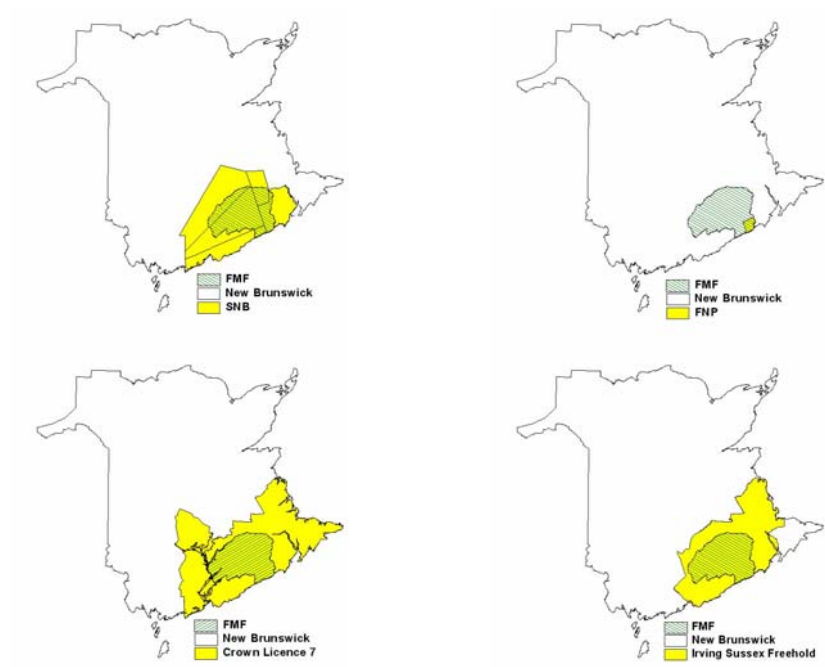 FMF
New Brunswick
SNB
FMF
New Brunswick
FNP
FMF
New Brunswick
Crown Licence 7
FMF
New Brunswick
Irving Sussex Freehold